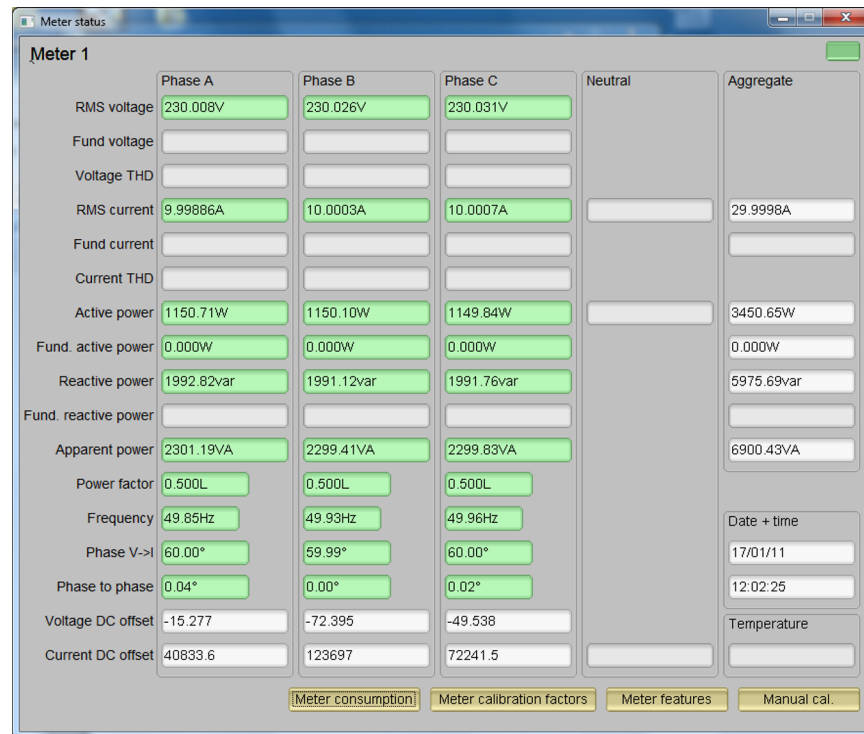 Meter status
Meter 1
Phase A Phase B Phase C Neutral Aggregate
RMS voltage 230.008V 230.026V 230.031V
Fund voltage
Voltage THD
RMS current 9.99886A 10.0003A 10.0007A 29.9998A
Fund current
Current THD
Active power 1150.71W 1150.10W 1149.84W 3450.65W
Fund. active power 0.000W 0.000W 0.000W 0.000W
Reactive power 1992.82var 1991.12var 1991.76var 5975.69var
Fund. reactive power
Apparent power 2301.19VA 2299.41VA 2299.83VA 6900.43VA
Power factor 0.500L 0.500L 0.500L
Frequency 49.85Hz 49.93Hz 49.96Hz Date + time
Phase V->I 60.00° 59.99° 60.00° 17/01/11
Phase to phase 0.04° 0.00° 0.02° 12:02:25
Voltage DC offset -15.277 -72.395 -49.538 Temperature
Current DC offset 40833.6 123697 72241.5
Meter consumption Meter calibration factors Meter features Manual cal.